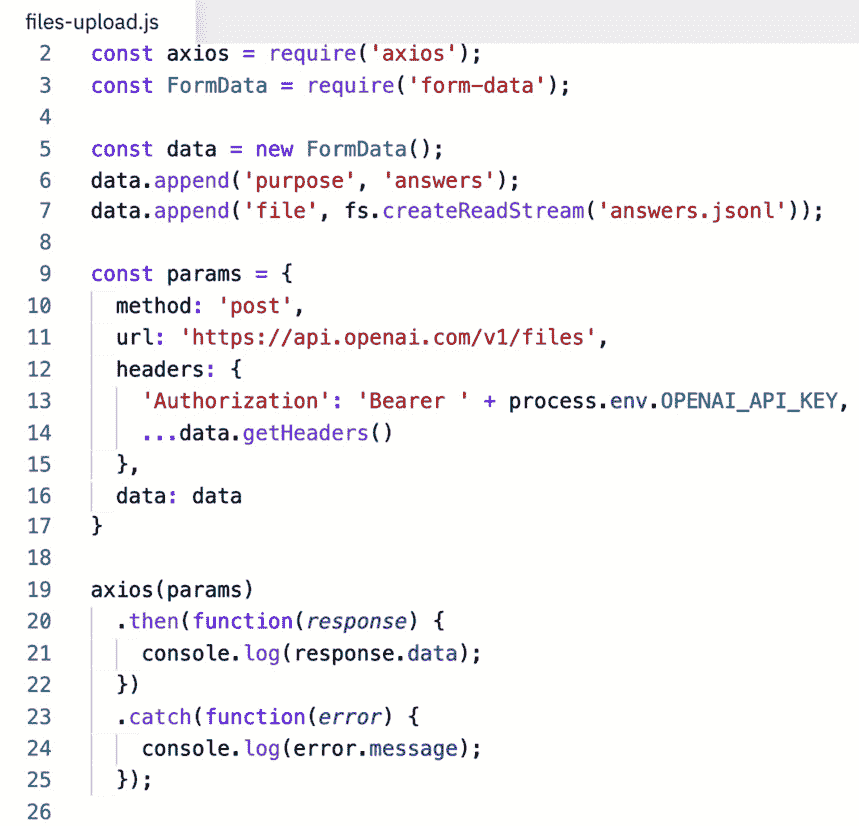 files-upload.js
2 const axios = require('axios');
3 const FormData = require('form-data');
4
5 const data = new FormData();
6 data.append('purpose', 'answers');
7 data.append('file', fs.createReadStream('answers.jsonl'));
8
9 const params = {
10 method: 'post',
11 url: 'https://api.openai.com/v1/files',
12 headers: {
13 'Authorization': 'Bearer ' + process.env.OPENAI_API_KEY,
14 ...data.getHeaders()
15 },
16 data: data
17 }
18
19 axios(params)
20 .then(function(response) {
21 console.log(response.data);
22 })
23 .catch(function(error) {
24 console.log(error.message);
25 });
26